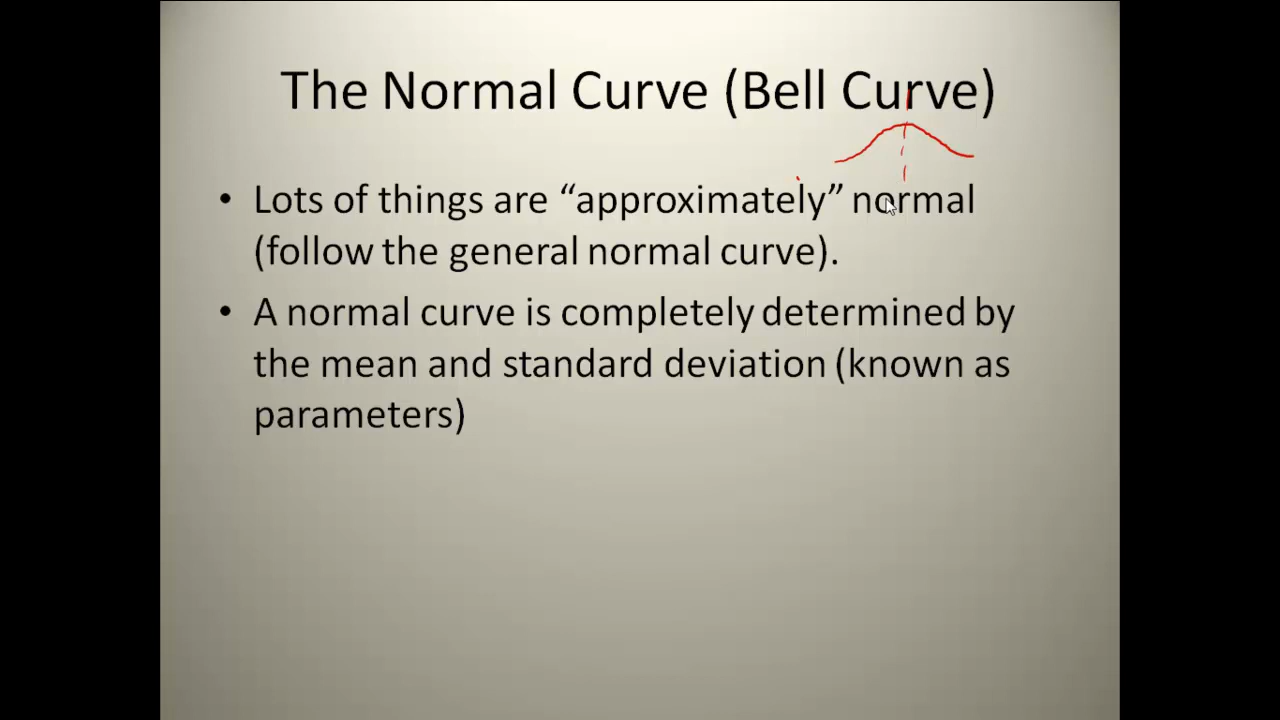 The Normal Curve (Bell Curve)
• Lots of things are “approximately” normal
(follow the general normal curve).
• A normal curve is completely determined by
the mean and standard deviation (known as
parameters)